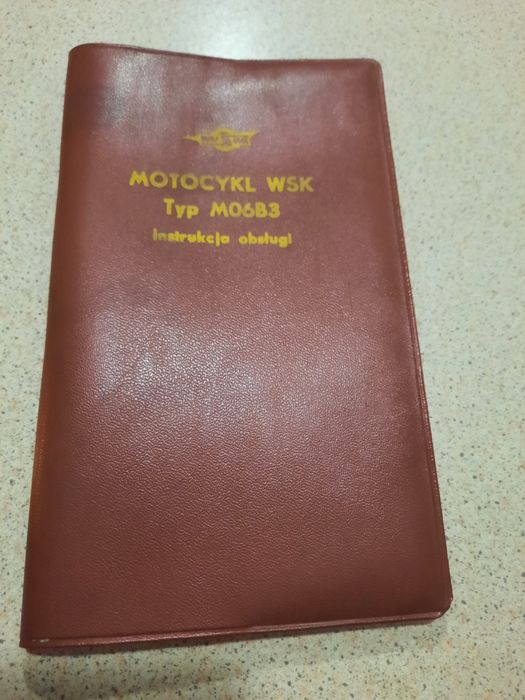 MOTOCYKL WSK
Typ M06B3
Instrukcja obsługi